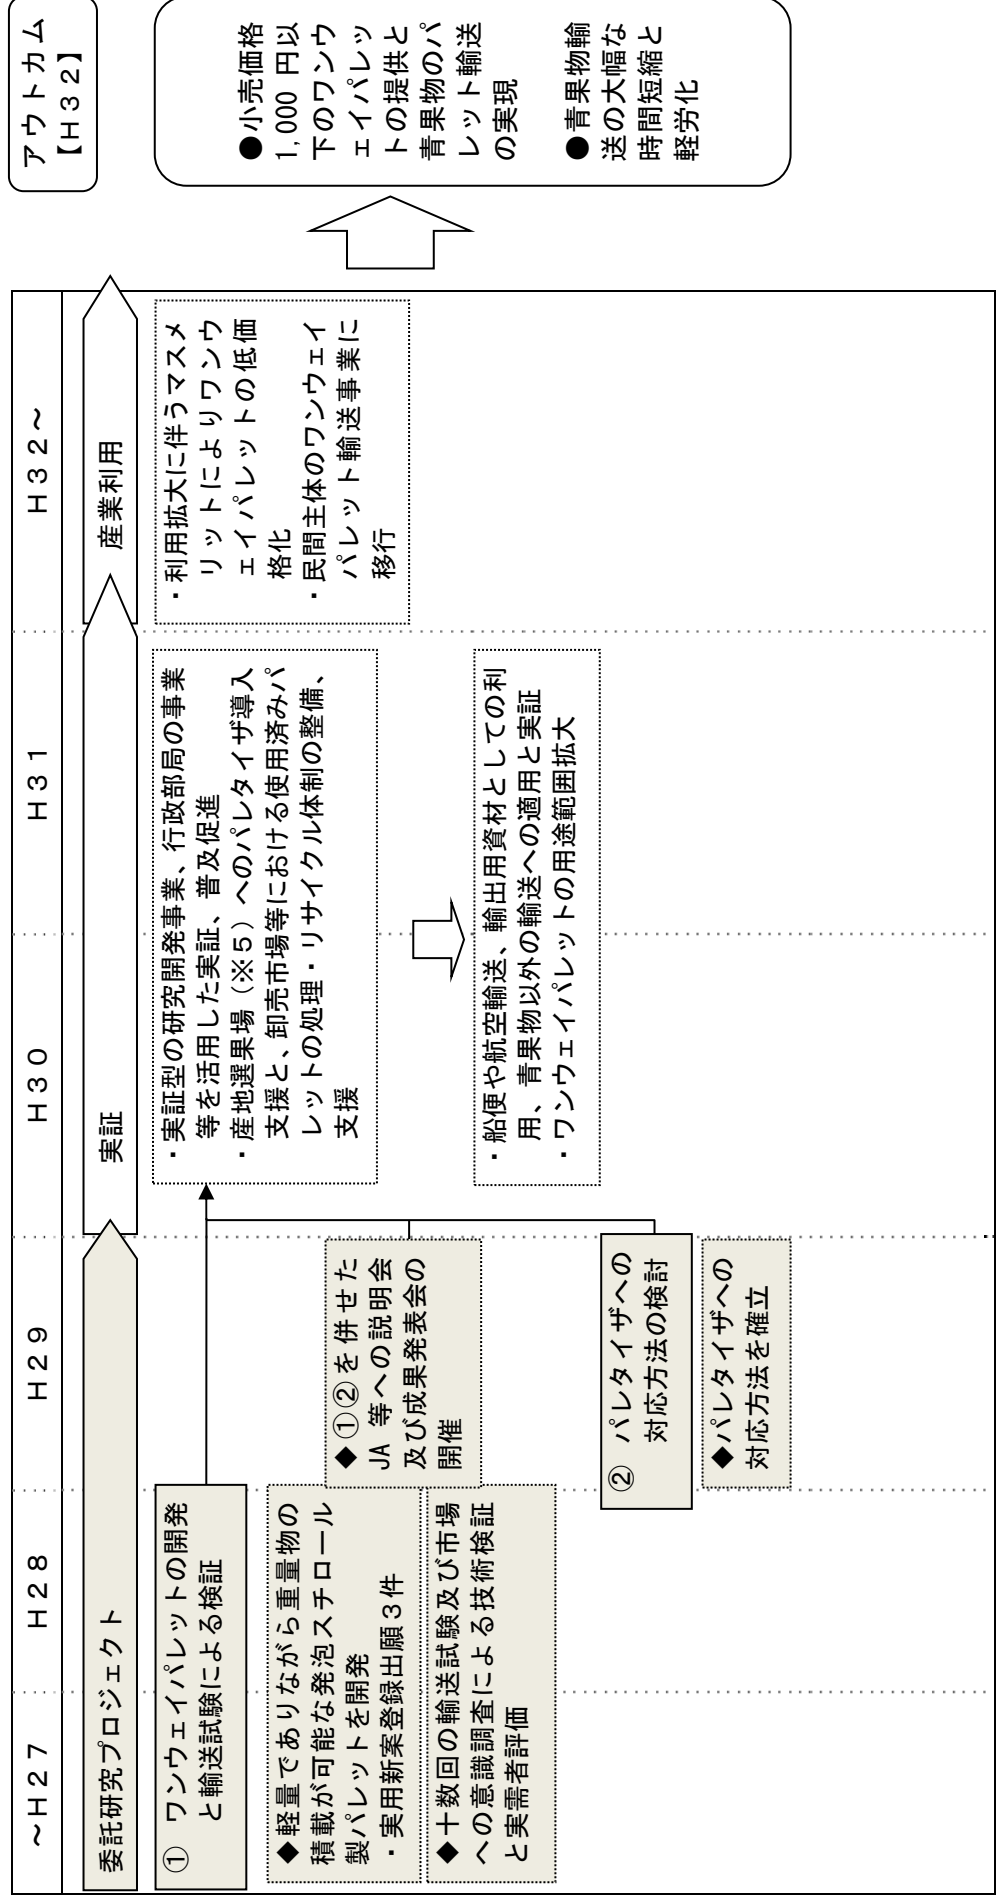 ～Ｈ２７
Ｈ２８
Ｈ２９
Ｈ３０
Ｈ３１
Ｈ３２～
アウトカム
【Ｈ３２】
委託研究プロジェクト
実証
産業利用
① ワンウェイパレットの開発
と輸送試験による検証
◆軽量でありながら重量物の
積載が可能な発泡スチロール
製パレットを開発
・実用新案登録出願３件
◆十数回の輸送試験及び市場
への意識調査による技術検証
と実需者評価
◆①②を併せた
JA 等への説明会
及び成果発表会の
開催
② パレタイザへの
対応方法の検討
◆パレタイザへの
対応方法を確立
・実証型の研究開発事業、行政部局の事業
等を活用した実証、普及促進
・産地選果場（※５）へのパレタイザ導入
支援と、卸売市場等における使用済みパ
レットの処理・リサイクル体制の整備、
支援
・船便や航空輸送、輸出用資材としての利
用、青果物以外の輸送への適用と実証
・ワンウェイパレットの用途範囲拡大
・利用拡大に伴うマスメ
リットによりワンウ
ェイパレットの低価
格化
・民間主体のワンウェイ
パレット輸送事業に
移行
●小売価格
1,000 円以
下のワンウ
ェイパレッ
トの提供と
青果物のパ
レット輸送
の実現
●青果物輸
送の大幅な
時間短縮と
軽労化